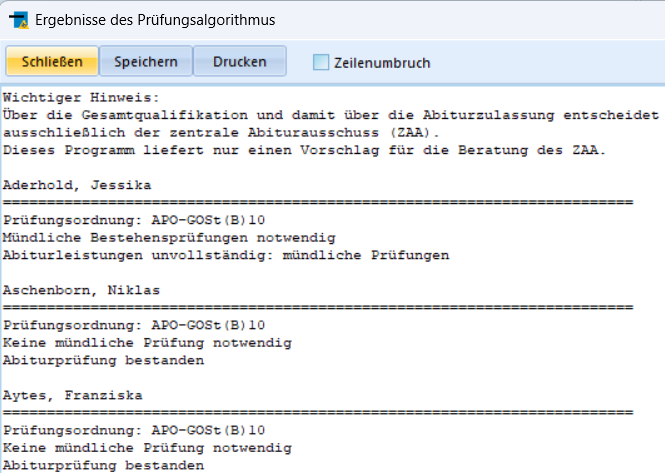 Ergebnisse des Prüfungsalgorithmus
Schließen Speichern Drucken Zeilenumbruch
Wichtiger Hinweis:
Über die Gesamtqualifikation und damit über die Abiturzulassung entscheidet
ausschließlich der zentrale Abiturausschuss (ZAA).
Dieses Programm liefert nur einen Vorschlag für die Beratung des ZAA.
Aderhold, Jessika
========================================================================
Prüfungsordnung: APO-GOSt(B)10
Mündliche Bestehensprüfungen notwendig
Abiturleistungen unvollständig: mündliche Prüfungen
Aschenborn, Niklas
========================================================================
Prüfungsordnung: APO-GOSt(B)10
Keine mündliche Prüfung notwendig
Abiturprüfung bestanden
Aytes, Franziska
========================================================================
Prüfungsordnung: APO-GOSt(B)10
Keine mündliche Prüfung notwendig
Abiturprüfung bestanden